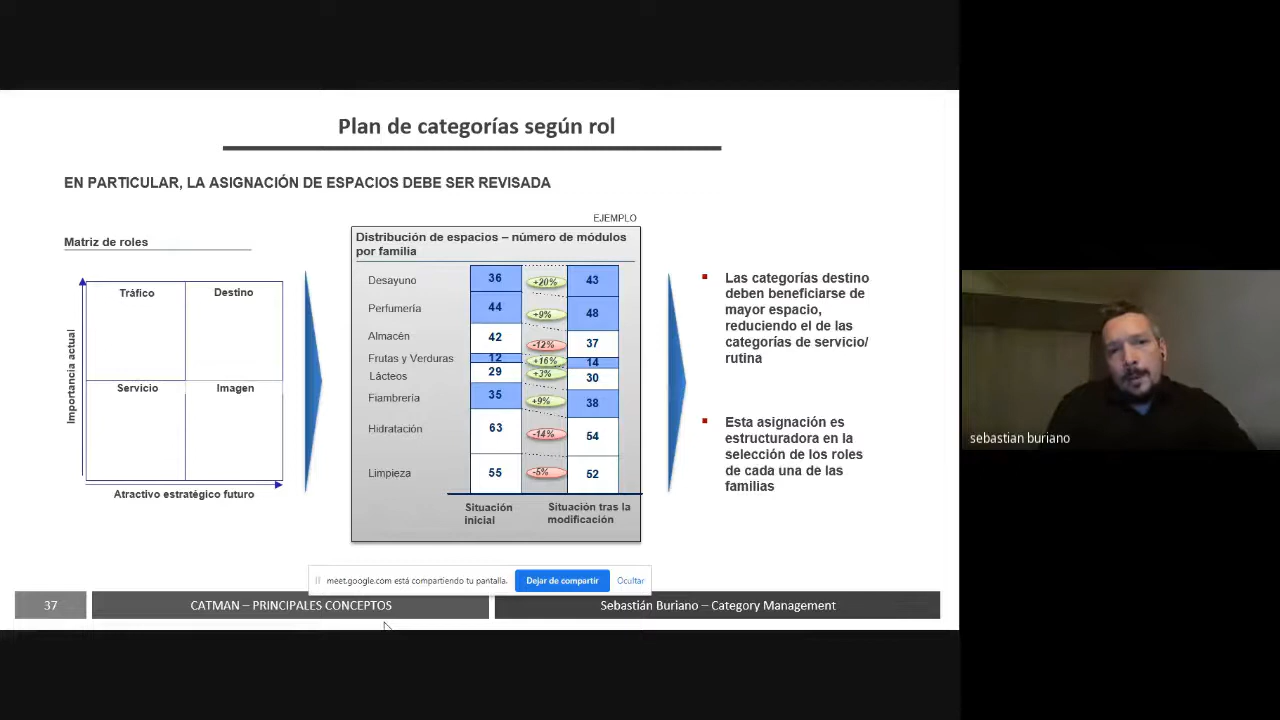 Plan de categorías según rol
EN PARTICULAR, LA ASIGNACIÓN DE ESPACIOS DEBE SER REVISADA
Matriz de roles
Tráfico
Destino
Servicio
Imagen
Importancia actual
Atractivo estratégico futuro
EJEMPLO
Distribución de espacios – número de módulos
por família
Desayuno 36 +20% 43
Perfumería 44 +9% 48
Almacén 42 -12% 37
Frutas y Verduras 12 +16% 14
Lácteos 29 +3% 30
Fiambrería 35 +9% 38
Hidratación 63 -14% 54
Limpieza 55 -5% 52
Situación
inicial
Situación tras la
modificación
Las categorías destino
deben beneficiarse de
mayor espacio,
reduciendo el de las
categorías de servicio/
rutina
Esta asignación es
estructuradora en la
selección de los roles
de cada una de las
familias
meet.google.com está compartiendo tu pantalla.
Dejar de compartir
Ocultar
37
CATMAN – PRINCIPALES CONCEPTOS
Sebastián Buriano – Category Management
sebastian buriano